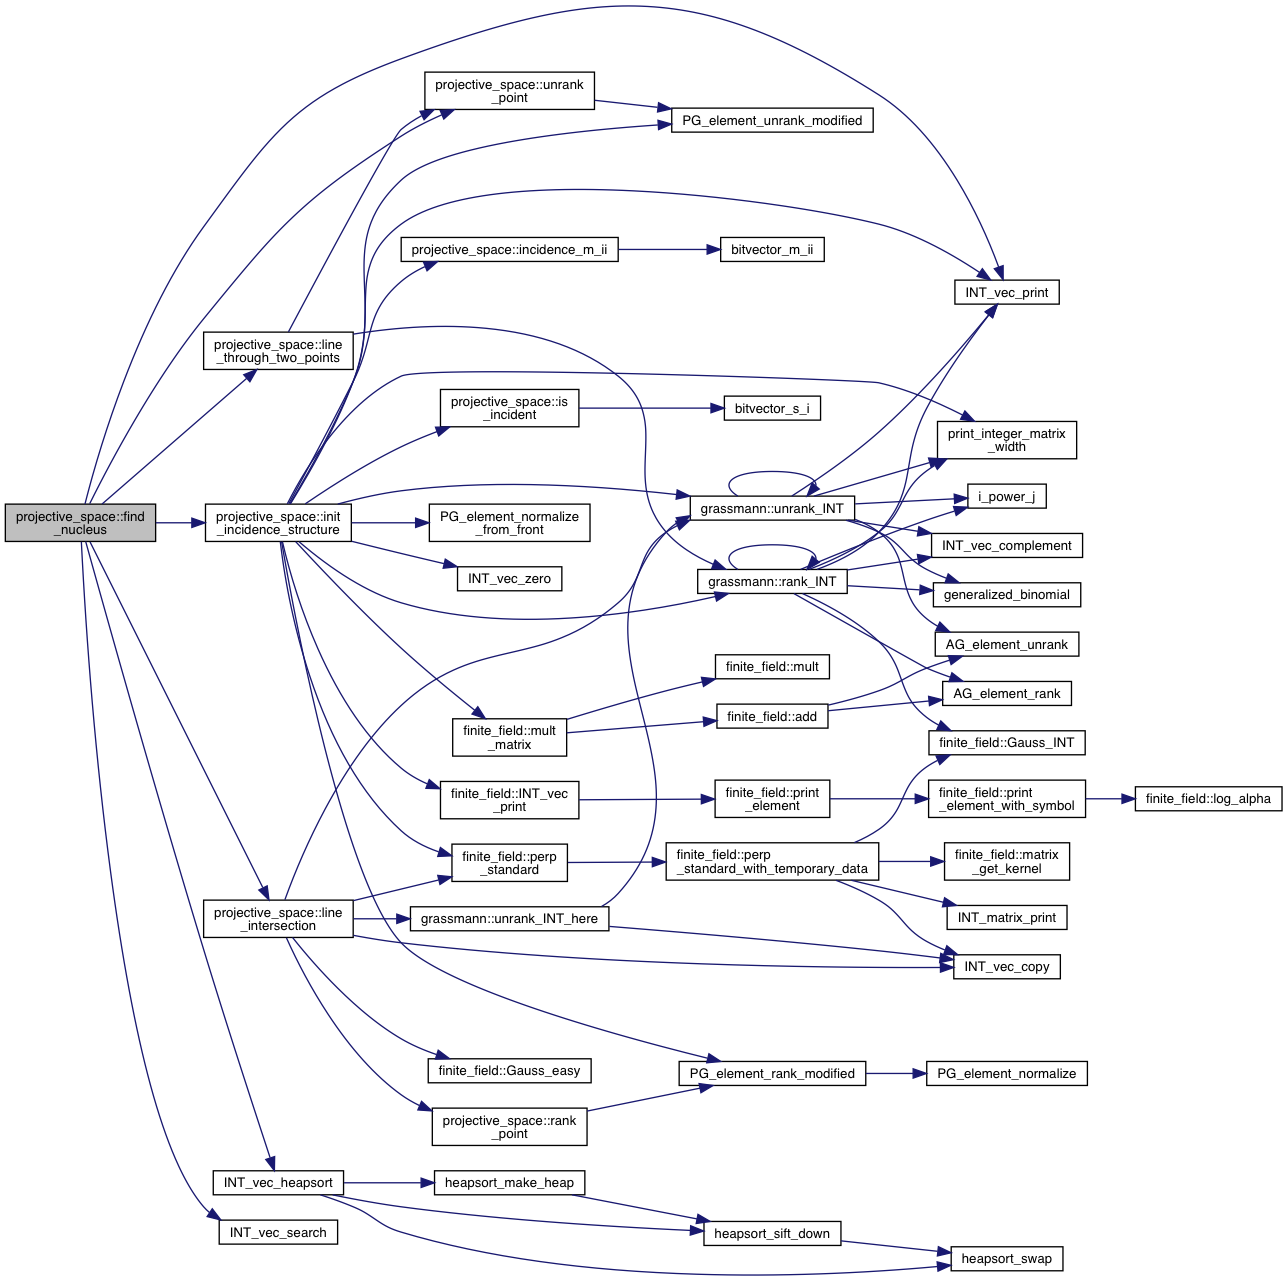 projective_space::find
_nucleus
projective_space::line
_through_two_points
projective_space::init
_incidence_structure
projective_space::line
_intersection
INT_vec_heapsort
INT_vec_search
projective_space::unrank
_point
projective_space::incidence_m_ii
projective_space::is
_incident
PG_element_normalize
_from_front
INT_vec_zero
finite_field::mult
_matrix
finite_field::INT_vec
_print
finite_field::perp
_standard
grassmann::unrank_INT_here
finite_field::Gauss_easy
projective_space::rank
_point
heapsort_make_heap
PG_element_unrank_modified
bitvector_m_ii
bitvector_s_i
grassmann::unrank_INT
grassmann::rank_INT
finite_field::mult
finite_field::add
finite_field::print
_element
finite_field::perp
_standard_with_temporary_data
PG_element_rank_modified
heapsort_sift_down
INT_vec_print
print_integer_matrix
_width
i_power_j
INT_vec_complement
generalized_binomial
AG_element_unrank
AG_element_rank
finite_field::Gauss_INT
finite_field::print
_element_with_symbol
finite_field::matrix
_get_kernel
INT_matrix_print
INT_vec_copy
PG_element_normalize
heapsort_swap
finite_field::log_alpha